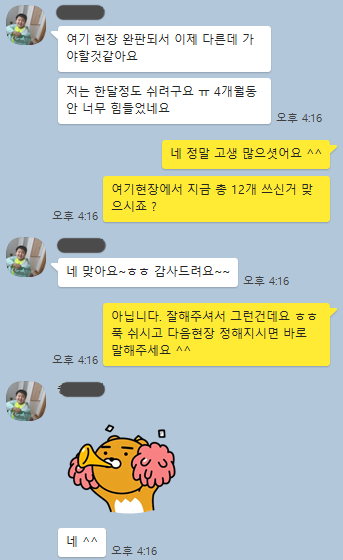 여기 현장 완판되서 이제 다른데 가
야할것같아요
저는 한달정도 쉬려구요 ㅠ 4개월동
안 너무 힘들었네요
오후 4:16
네 정말 고생 많으셧어요 ^^
여기현장에서 지금 총 12개 쓰신거 맞
으시죠 ?
오후 4:16
네 맞아요~ㅎㅎ 감사드려요~~
오후 4:16
아닙니다. 잘해주셔서 그런건데요 ㅎㅎ
푹 쉬시고 다음현장 정해지시면 바로
말해주세요 ^^
오후 4:16
네 ^^
오후 4:16